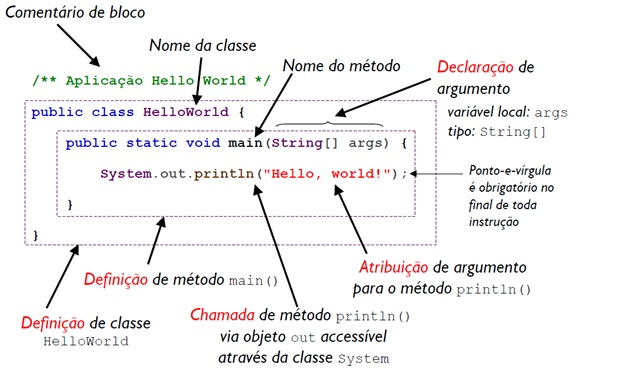 Comentário de bloco
Nome da classe
Nome do método
Declaração de
argumento
variável local: args
tipo: String[]
/** Aplicação Hello World */
public class HelloWorld {
public static void main(String[] args) {
System.out.println("Hello, world!");
}
}
Ponto-e-vírgula
é obrigatório no
final de toda
instrução
Definição de método main()
Atribuição de argumento
para o método println()
Definição de classe
HelloWorld
Chamada de método println()
via objeto out accessível
através da classe System